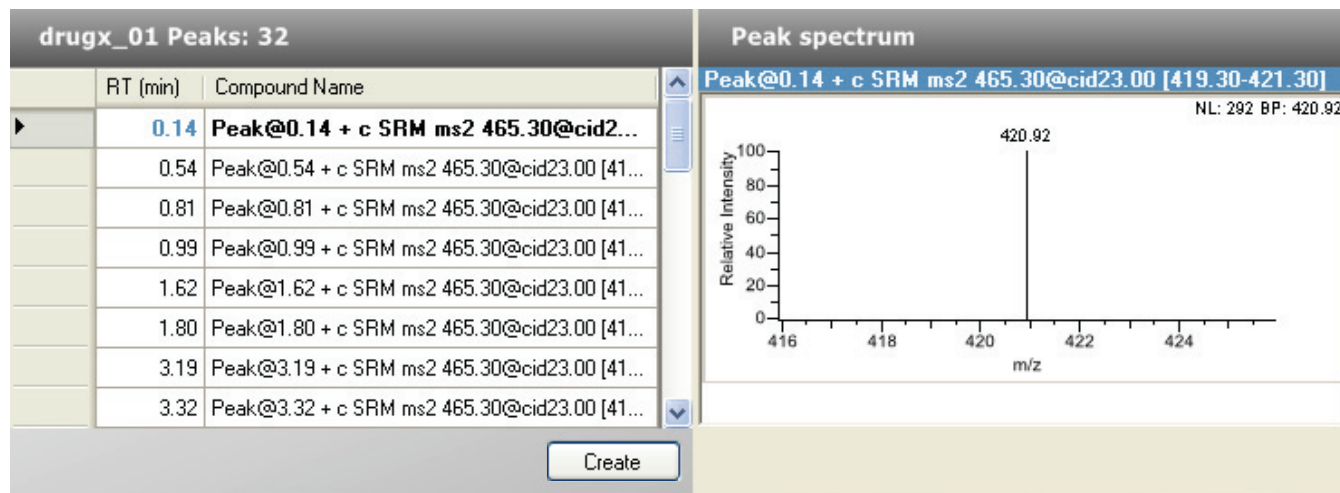 drugx_01 Peaks: 32
RT (min) Compound Name
0.14 Peak@0.14 + c SRM ms2 465.30@cid2...
0.54 Peak@0.54 + c SRM ms2 465.30@cid23.00 [41...
0.81 Peak@0.81 + c SRM ms2 465.30@cid23.00 [41...
0.99 Peak@0.99 + c SRM ms2 465.30@cid23.00 [41...
1.62 Peak@1.62 + c SRM ms2 465.30@cid23.00 [41...
1.80 Peak@1.80 + c SRM ms2 465.30@cid23.00 [41...
3.19 Peak@3.19 + c SRM ms2 465.30@cid23.00 [41...
3.32 Peak@3.32 + c SRM ms2 465.30@cid23.00 [41...
Create
Peak spectrum
Peak@0.14 + c SRM ms2 465.30@cid23.00 [419.30-421.30]
NL: 292 BP: 420.92
420.92
100
80
60
40
20
0
Relative Intensity
416 418 420 422 424
m/z